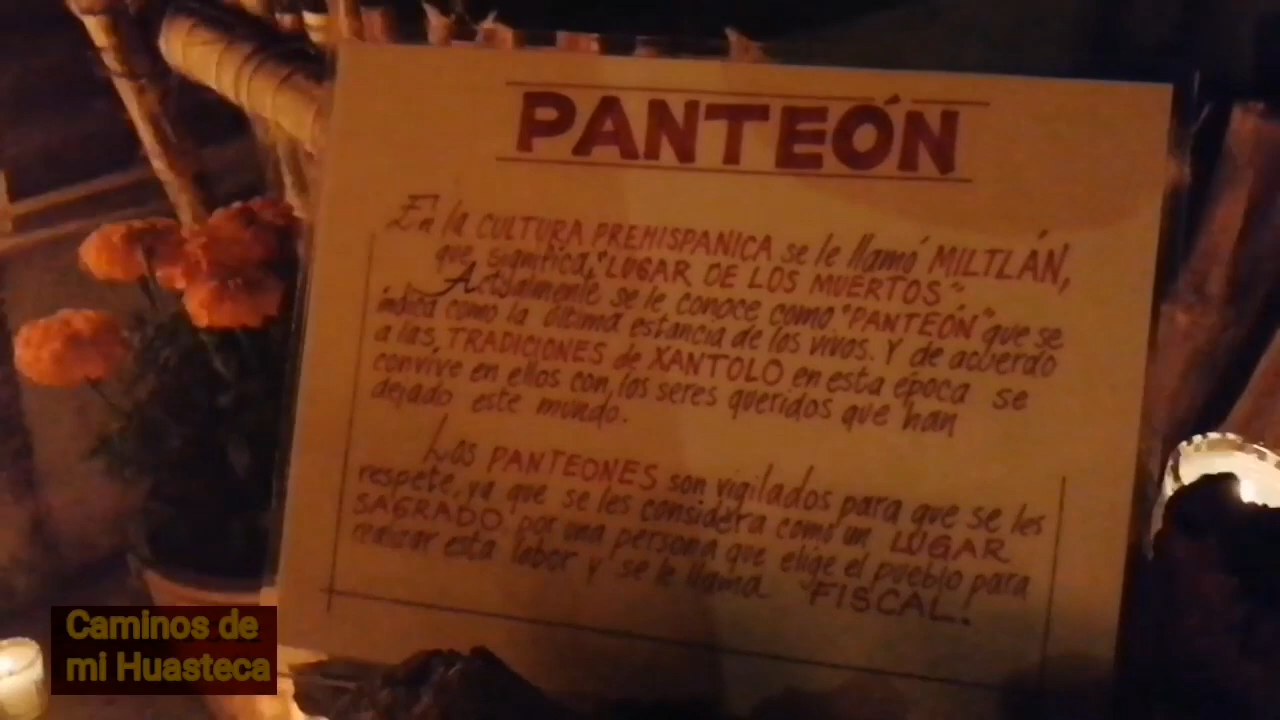 PANTEÓN
En la CULTURA PREHISPANICA se le llamó MILTLÁN,
que significa, "LUGAR DE LOS MUERTOS"
Actualmente se le conoce como "PANTEÓN" que se
indica como la última estancia de los vivos. Y de acuerdo
a las TRADICIONES de XANTOLO en esta época se
convive en ellos con los seres queridos que han
dejado este mundo.
Los PANTEONES son vigilados para que se les
respete, ya que se les considera como un LUGAR
SAGRADO por una persona que elige el pueblo para
realizar esta labor y se le llama FISCAL.
Caminos de
mi Huasteca